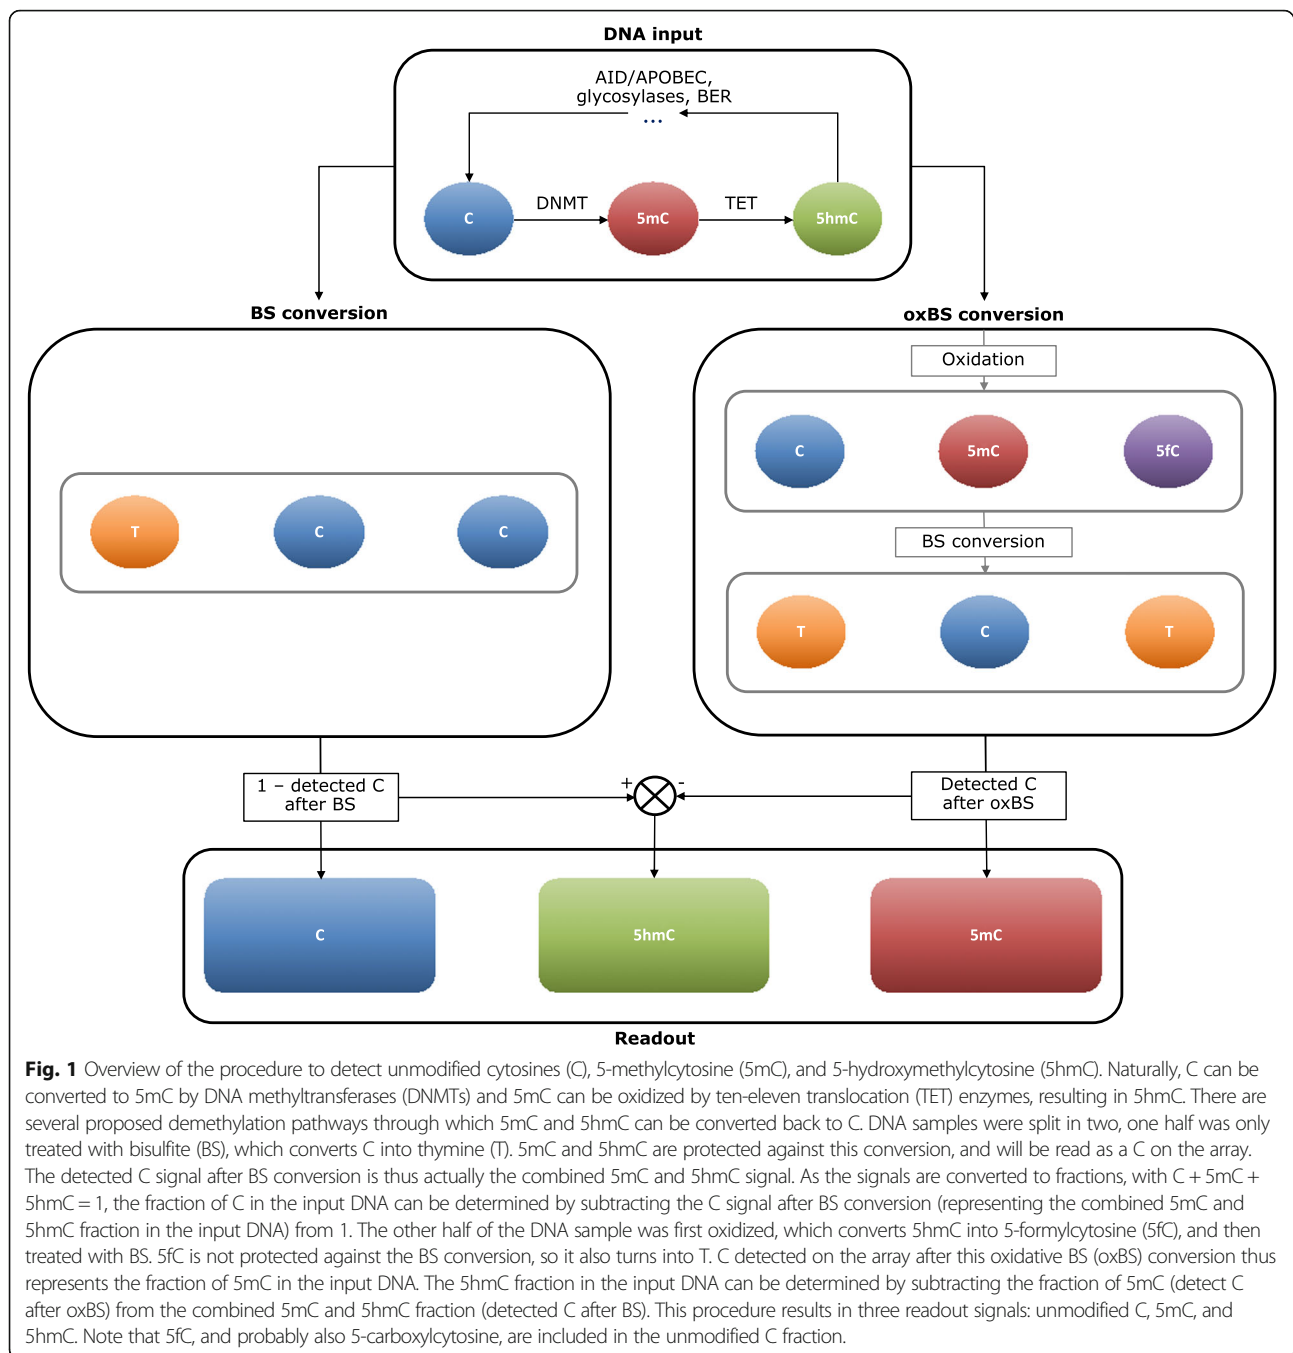 DNA input
AID/APOBEC,
glycosylases, BER
...
C
DNMT
5mC
TET
5hmC
BS conversion
T
C
C
oxBS conversion
Oxidation
C
5mC
5fC
BS conversion
T
C
T
1 – detected C
after BS
+
-
Detected C
after oxBS
C
5hmC
5mC
Readout
Fig. 1 Overview of the procedure to detect unmodified cytosines (C), 5-methylcytosine (5mC), and 5-hydroxymethylcytosine (5hmC). Naturally, C can be
converted to 5mC by DNA methyltransferases (DNMTs) and 5mC can be oxidized by ten-eleven translocation (TET) enzymes, resulting in 5hmC. There are
several proposed demethylation pathways through which 5mC and 5hmC can be converted back to C. DNA samples were split in two, one half was only
treated with bisulfite (BS), which converts C into thymine (T). 5mC and 5hmC are protected against this conversion, and will be read as a C on the array.
The detected C signal after BS conversion is thus actually the combined 5mC and 5hmC signal. As the signals are converted to fractions, with C + 5mC +
5hmC = 1, the fraction of C in the input DNA can be determined by subtracting the C signal after BS conversion (representing the combined 5mC and
5hmC fraction in the input DNA) from 1. The other half of the DNA sample was first oxidized, which converts 5hmC into 5-formylcytosine (5fC), and then
treated with BS. 5fC is not protected against the BS conversion, so it also turns into T. C detected on the array after this oxidative BS (oxBS) conversion thus
represents the fraction of 5mC in the input DNA. The 5hmC fraction in the input DNA can be determined by subtracting the fraction of 5mC (detect C
after oxBS) from the combined 5mC and 5hmC fraction (detected C after BS). This procedure results in three readout signals: unmodified C, 5mC, and
5hmC. Note that 5fC, and probably also 5-carboxylcytosine, are included in the unmodified C fraction.